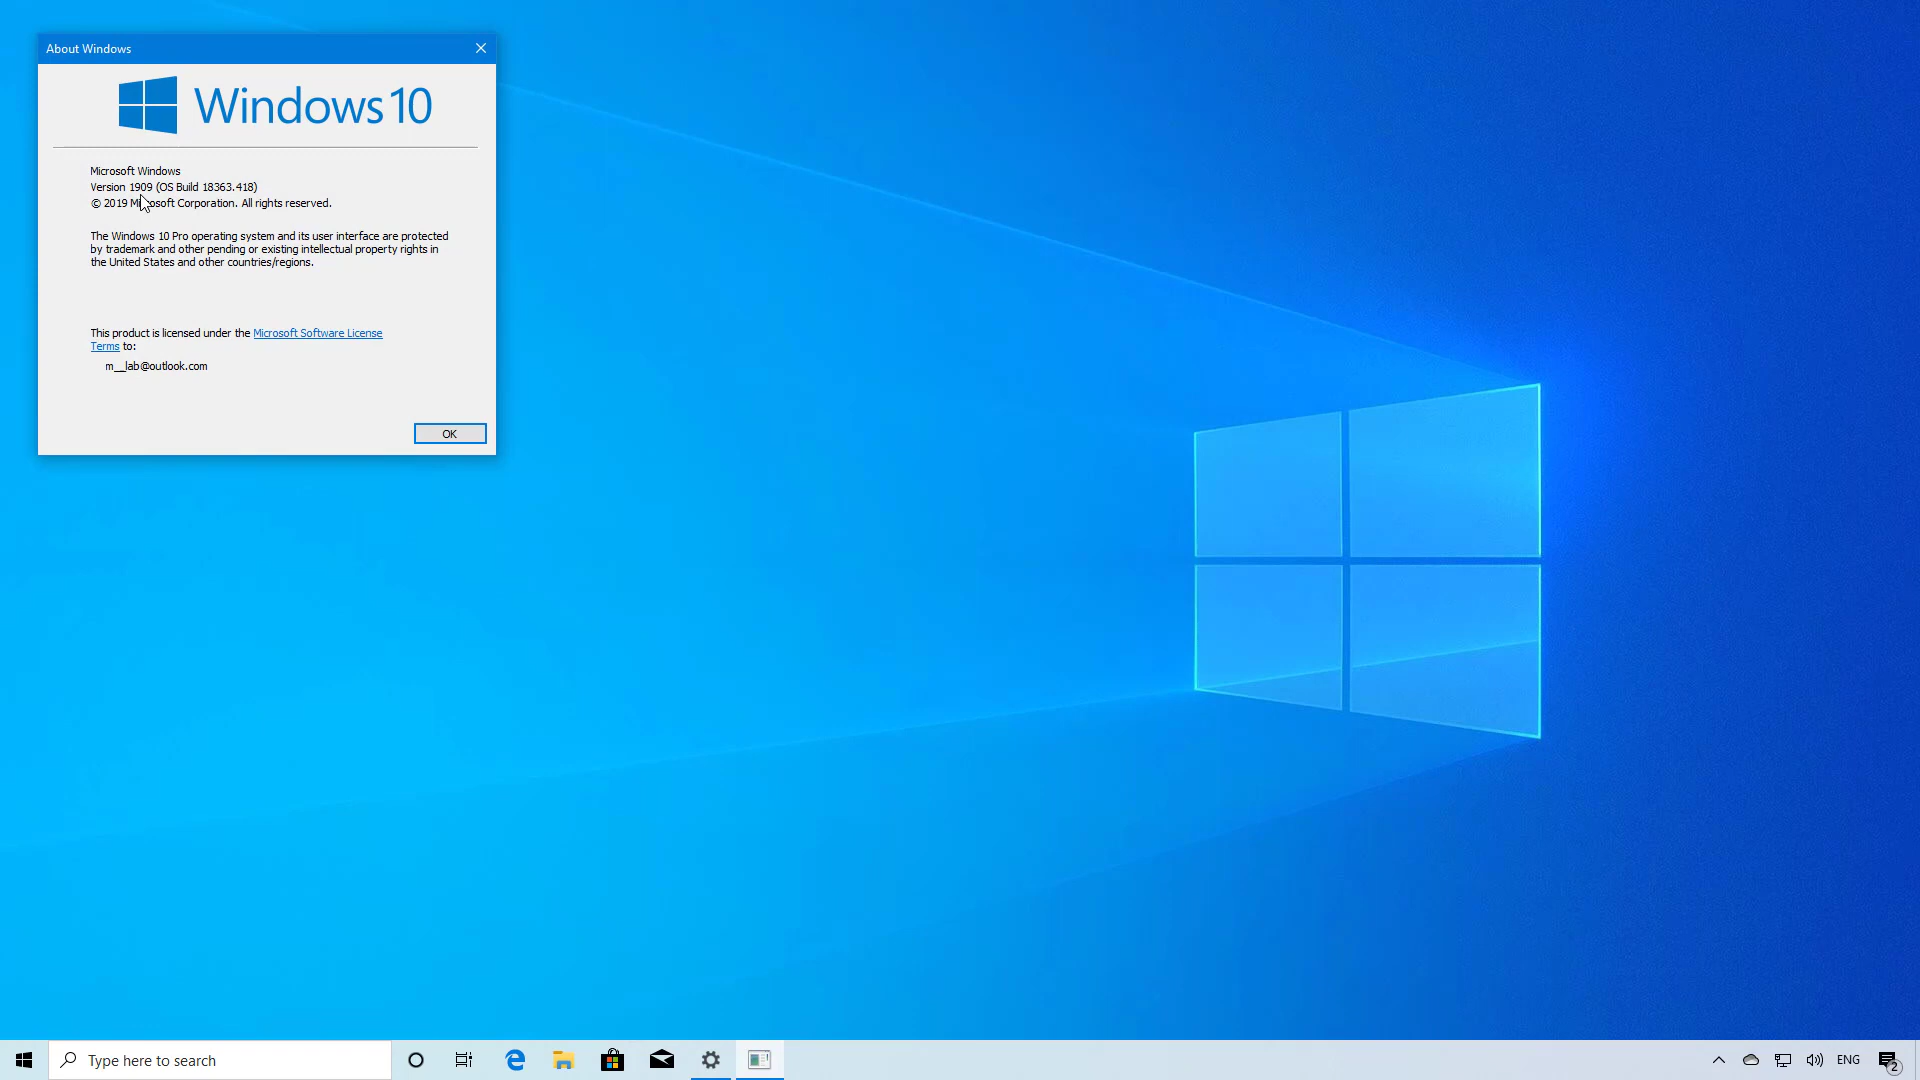 About Windows
Windows 10
Microsoft Windows
Version 1909 (OS Build 18363.418)
© 2019 Microsoft Corporation. All rights reserved.
The Windows 10 Pro operating system and its user interface are protected
by trademark and other pending or existing intellectual property rights in
the United States and other countries/regions.
This product is licensed under the Microsoft Software License
Terms to:
m__lab@outlook.com
OK
Type here to search
ENG
2